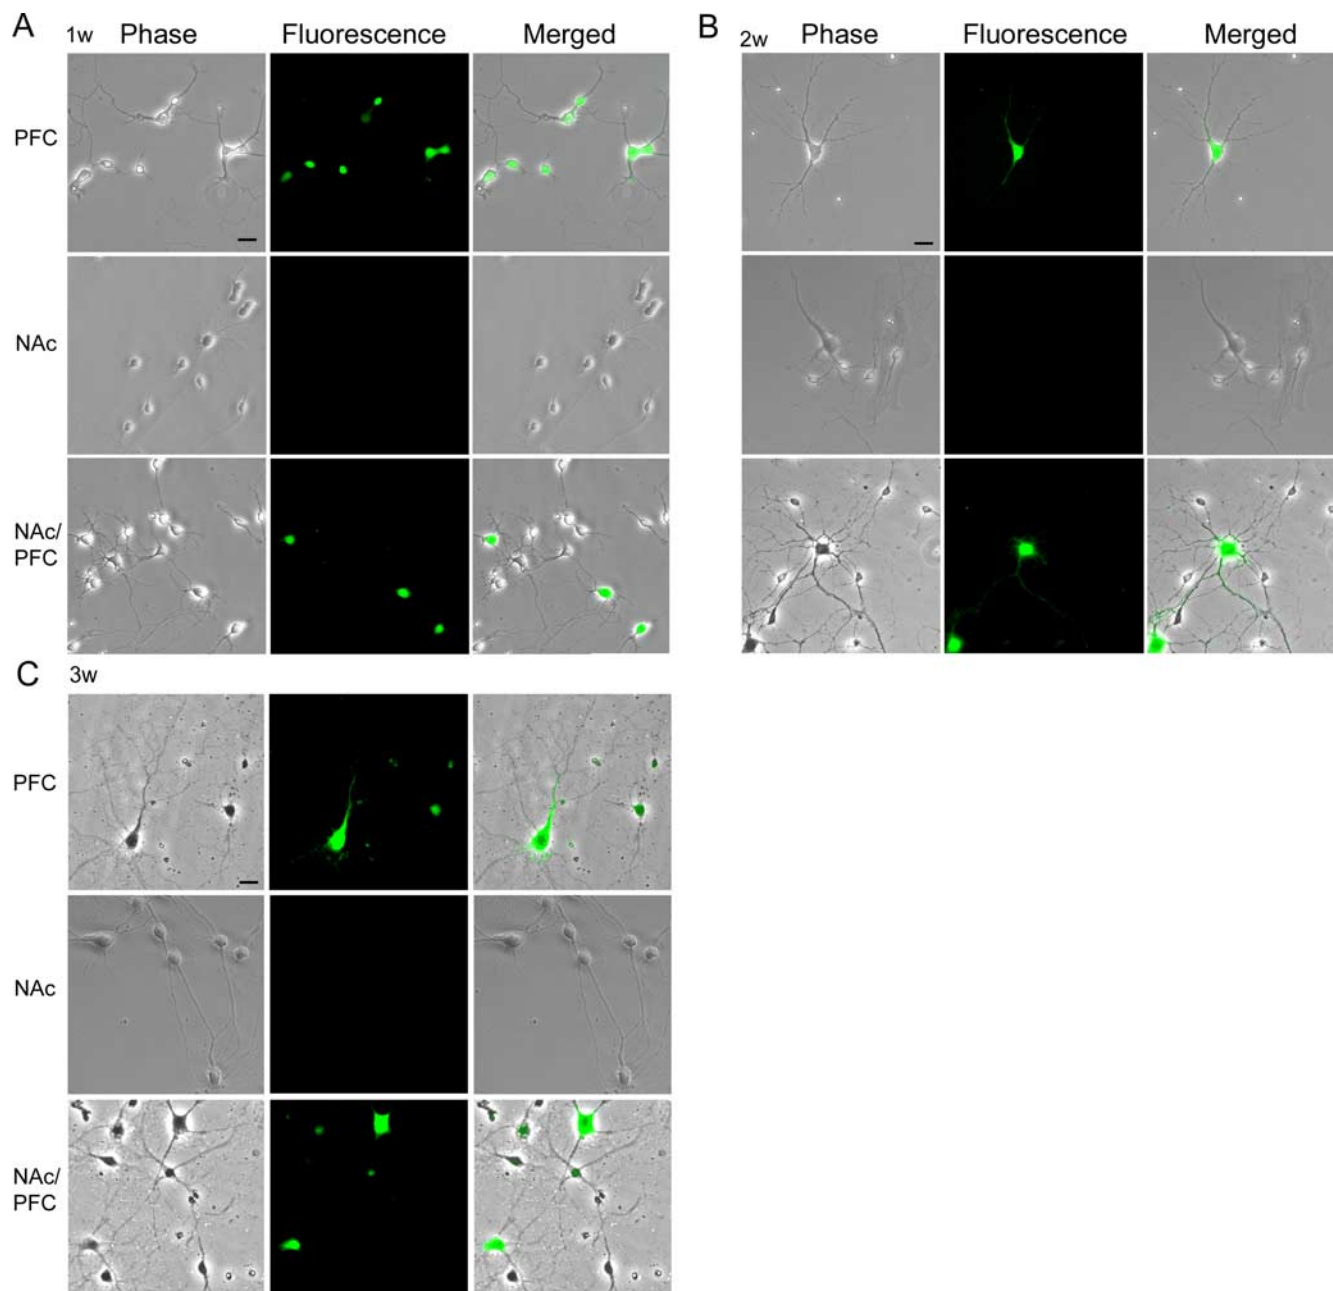 A 1w Phase Fluorescence Merged
PFC
NAc
NAc/
PFC
B 2w Phase Fluorescence Merged
C 3w
PFC
NAc
NAc/
PFC